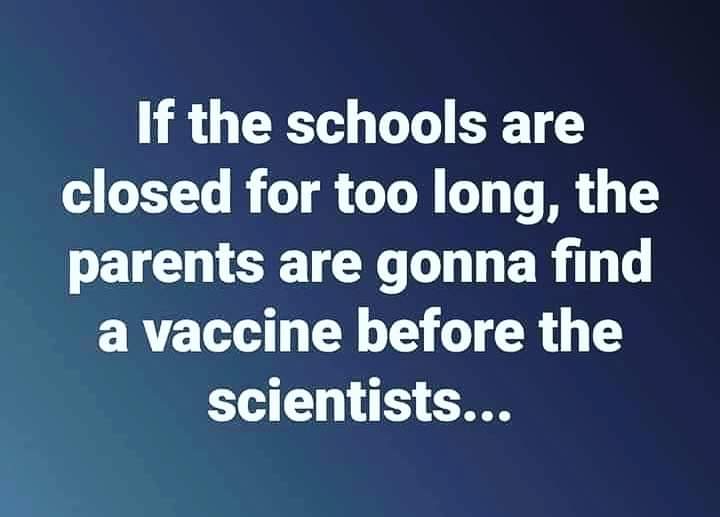 If the schools are
closed for too long, the
parents are gonna find
a vaccine before the
scientists...